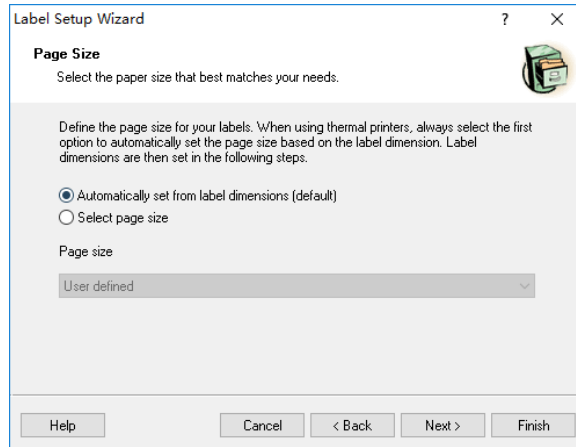 Label Setup Wizard ?
Page Size
Select the paper size that best matches your needs.
Define the page size for your labels. When using thermal printers, always select the first
option to automatically set the page size based on the label dimension. Label
dimensions are then set in the following steps.
Automatically set from label dimensions (default)
Select page size
Page size
User defined
Help Cancel < Back Next > Finish